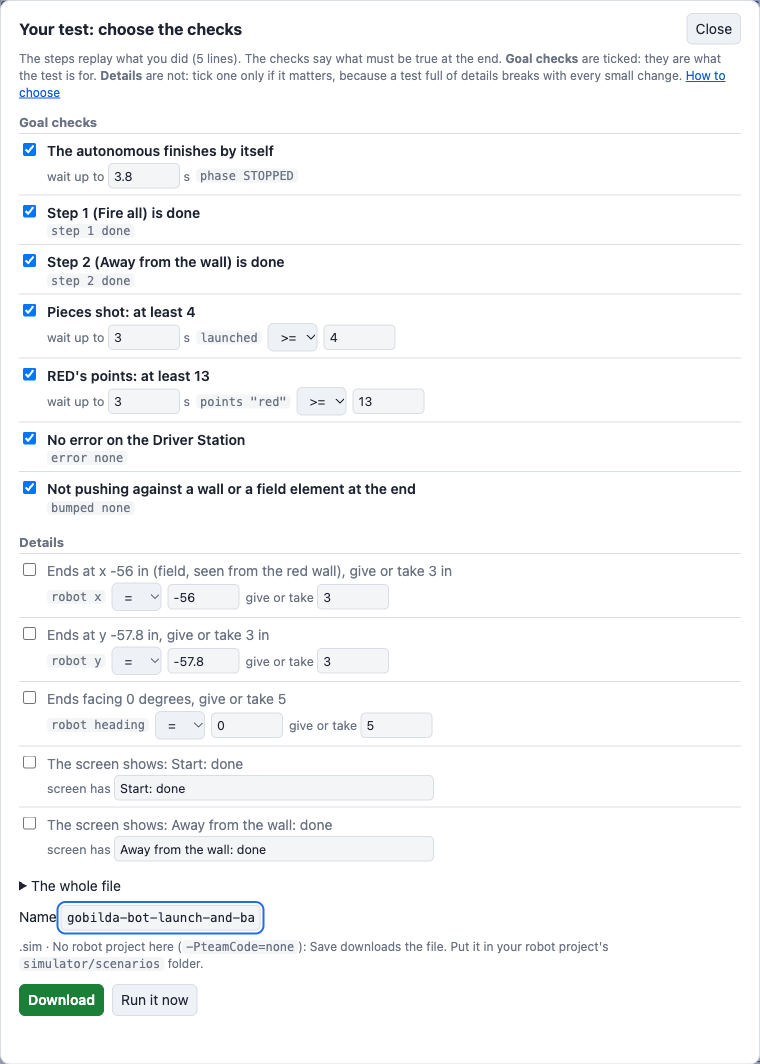 Your test: choose the checks
Close
The steps replay what you did (5 lines). The checks say what must be true at the end. Goal checks are ticked: they are what
the test is for. Details are not: tick one only if it matters, because a test full of details breaks with every small change. How to
choose
Goal checks
The autonomous finishes by itself
wait up to 3.8 s phase STOPPED
Step 1 (Fire all) is done
step 1 done
Step 2 (Away from the wall) is done
step 2 done
Pieces shot: at least 4
wait up to 3 s launched >= 4
RED's points: at least 13
wait up to 3 s points "red" >= 13
No error on the Driver Station
error none
Not pushing against a wall or a field element at the end
bumped none
Details
Ends at x -56 in (field, seen from the red wall), give or take 3 in
robot x = -56 give or take 3
Ends at y -57.8 in, give or take 3 in
robot y = -57.8 give or take 3
Ends facing 0 degrees, give or take 5
robot heading = 0 give or take 5
The screen shows: Start: done
screen has Start: done
The screen shows: Away from the wall: done
screen has Away from the wall: done
The whole file
Name gobilda-bot-launch-and-ba
.sim · No robot project here ( -PteamCode=none ): Save downloads the file. Put it in your robot project's
simulator/scenarios folder.
Download Run it now